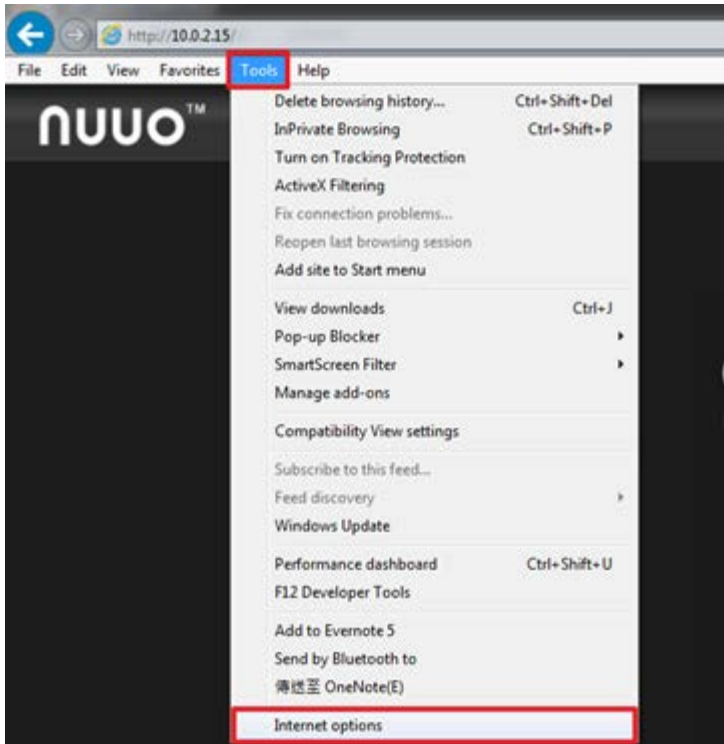 http://10.0.2.15/
File Edit View Favorites Tools Help
nuuo™
Delete browsing history... Ctrl+Shift+Del
InPrivate Browsing Ctrl+Shift+P
Turn on Tracking Protection
ActiveX Filtering
Fix connection problems...
Reopen last browsing session
Add site to Start menu
View downloads Ctrl+J
Pop-up Blocker
SmartScreen Filter
Manage add-ons
Compatibility View settings
Subscribe to this feed...
Feed discovery
Windows Update
Performance dashboard Ctrl+Shift+U
F12 Developer Tools
Add to Evernote 5
Send by Bluetooth to
傳送至 OneNote(E)
Internet options